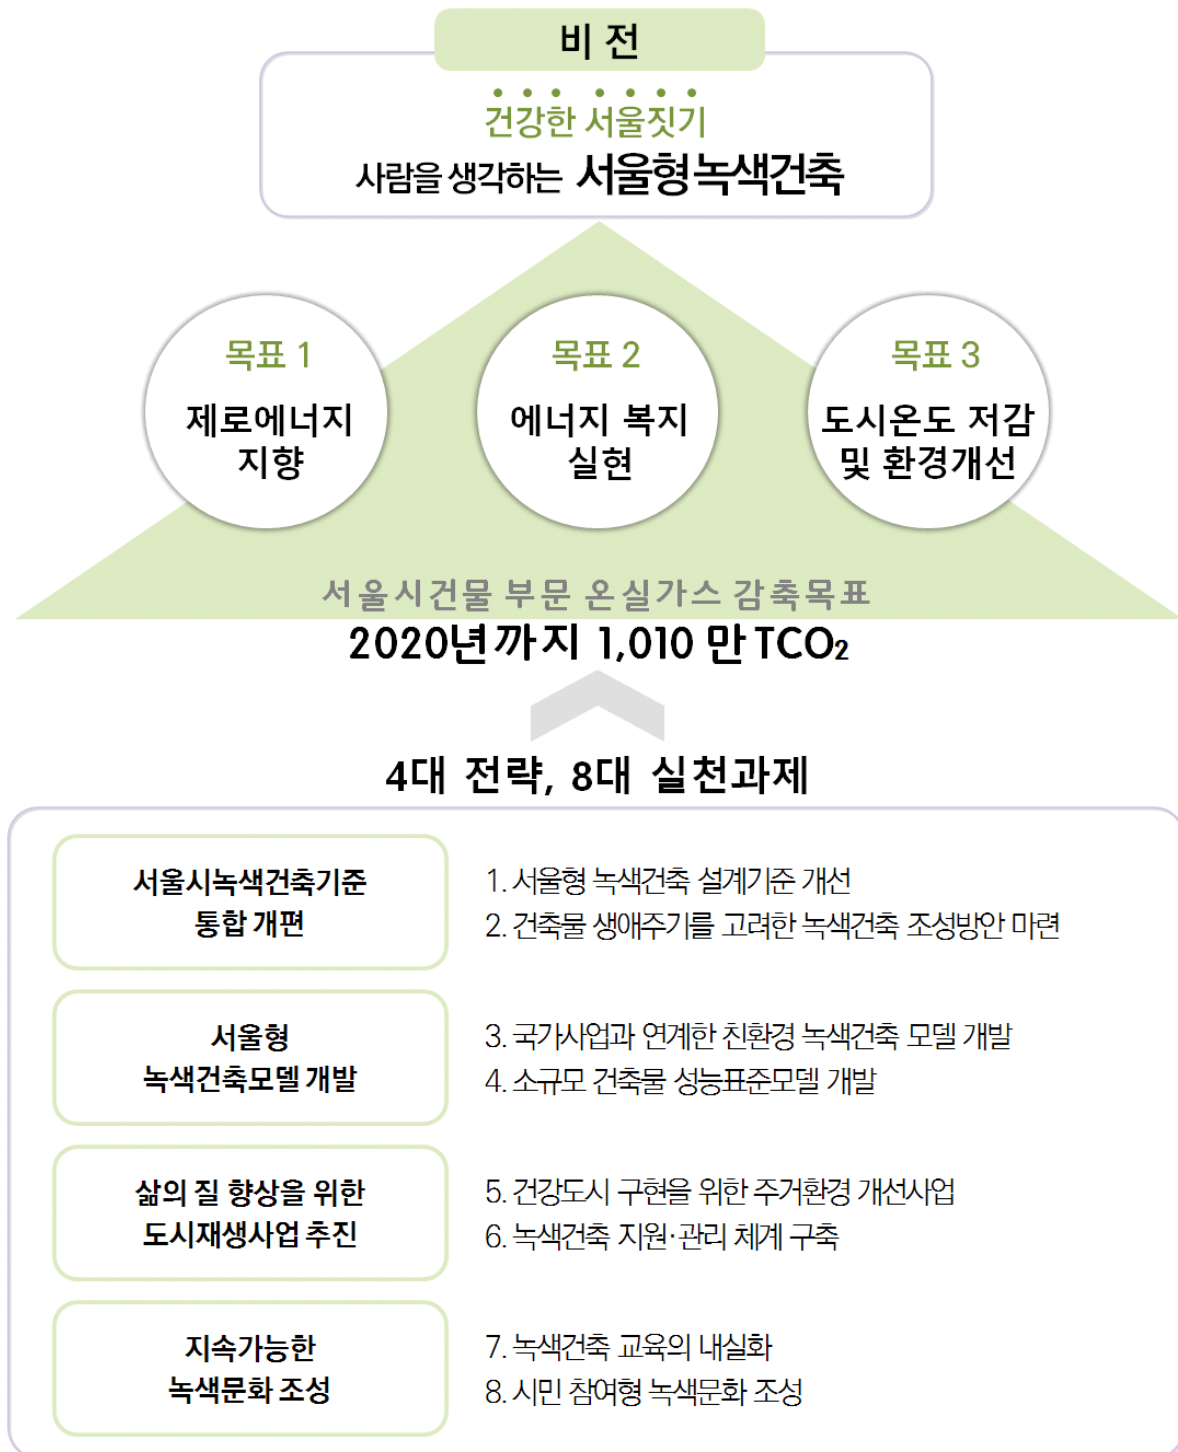 비 전
건강한 서울짓기
사람을 생각하는 서울형녹색건축
목표 1
제로에너지
지향
목표 2
에너지 복지
실현
목표 3
도시온도 저감
및 환경개선
서울시건물 부문 온실가스 감축목표
2020년까지 1,010 만 TCO₂
4대 전략, 8대 실천과제
서울시녹색건축기준
통합 개편
1. 서울형 녹색건축 설계기준 개선
2. 건축물 생애주기를 고려한 녹색건축 조성방안 마련
서울형
녹색건축모델 개발
3. 국가사업과 연계한 친환경 녹색건축 모델 개발
4. 소규모 건축물 성능표준모델 개발
삶의 질 향상을 위한
도시재생사업 추진
5. 건강도시 구현을 위한 주거환경 개선사업
6. 녹색건축 지원·관리 체계 구축
지속가능한
녹색문화 조성
7. 녹색건축 교육의 내실화
8. 시민 참여형 녹색문화 조성